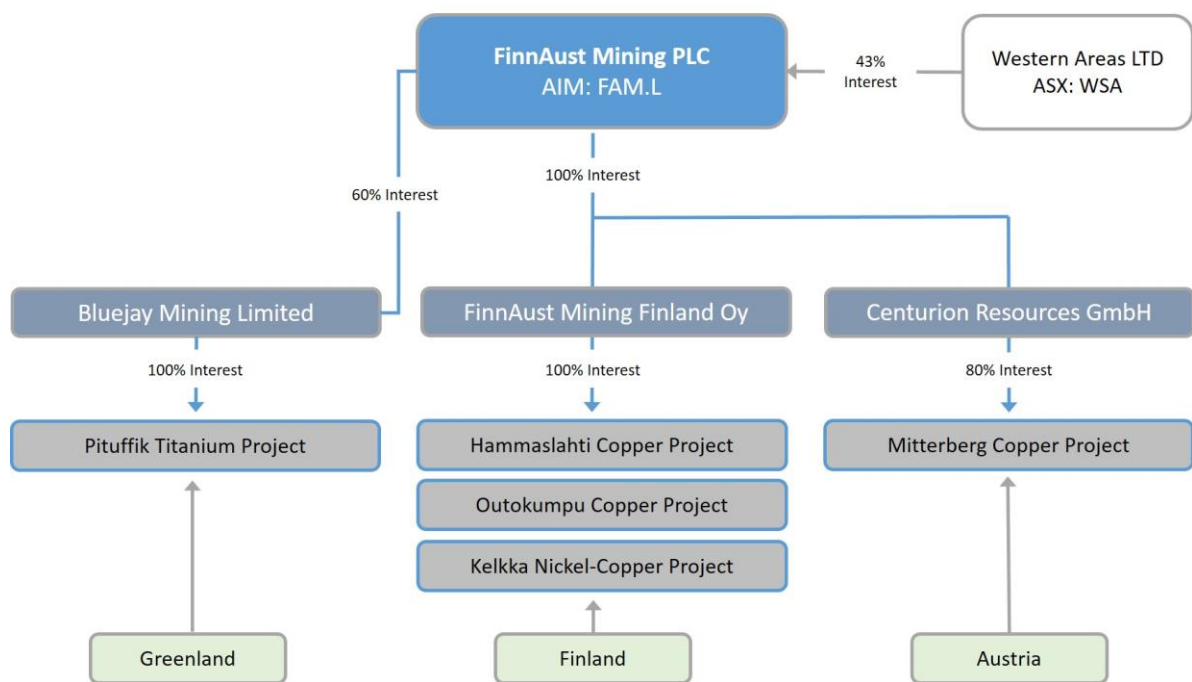 FinnAust Mining PLC
AIM: FAM.L
43%
Interest
Western Areas LTD
ASX: WSA
60% Interest
100% Interest
Bluejay Mining Limited
FinnAust Mining Finland Oy
Centurion Resources GmbH
100% Interest
100% Interest
80% Interest
Pituffik Titanium Project
Hammaslahti Copper Project
Mitterberg Copper Project
Outokumpu Copper Project
Kelkka Nickel-Copper Project
Greenland
Finland
Austria